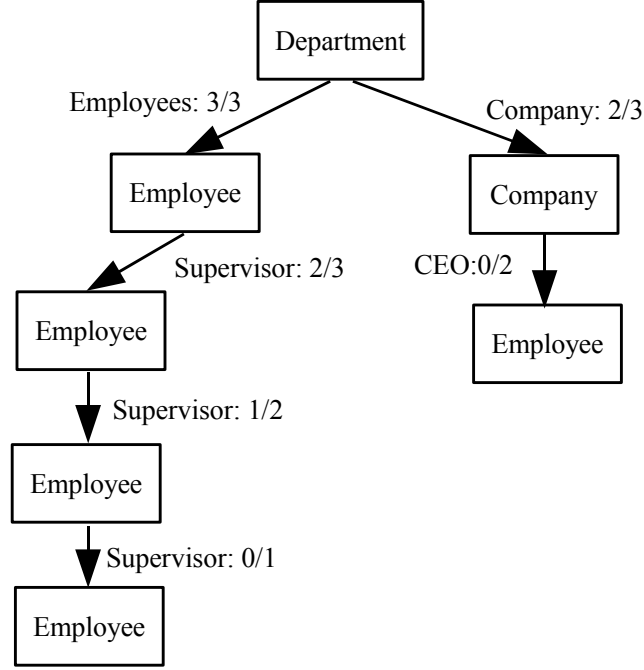 Department
Employees: 3/3
Company: 2/3
Employee
Company
Supervisor: 2/3
CEO:0/2
Employee
Employee
Supervisor: 1/2
Employee
Supervisor: 0/1
Employee